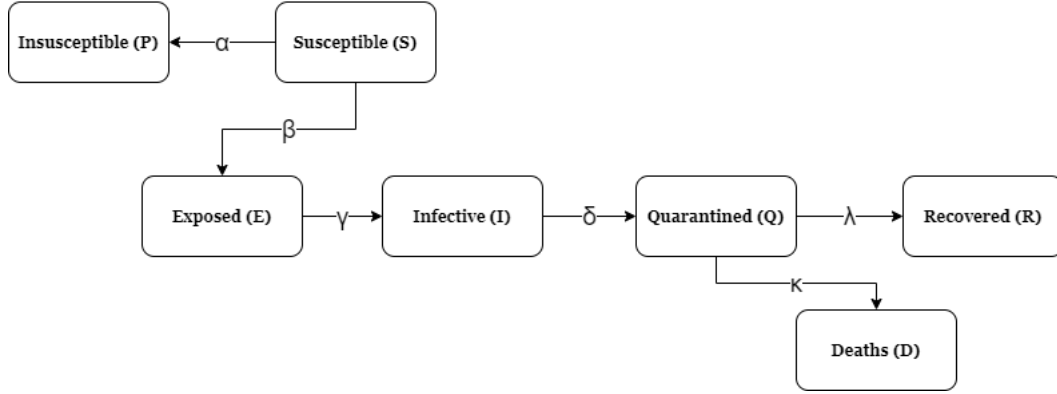 Insusceptible (P)
α
Susceptible (S)
β
Exposed (E)
γ
Infective (I)
δ
Quarantined (Q)
λ
Recovered (R)
κ
Deaths (D)